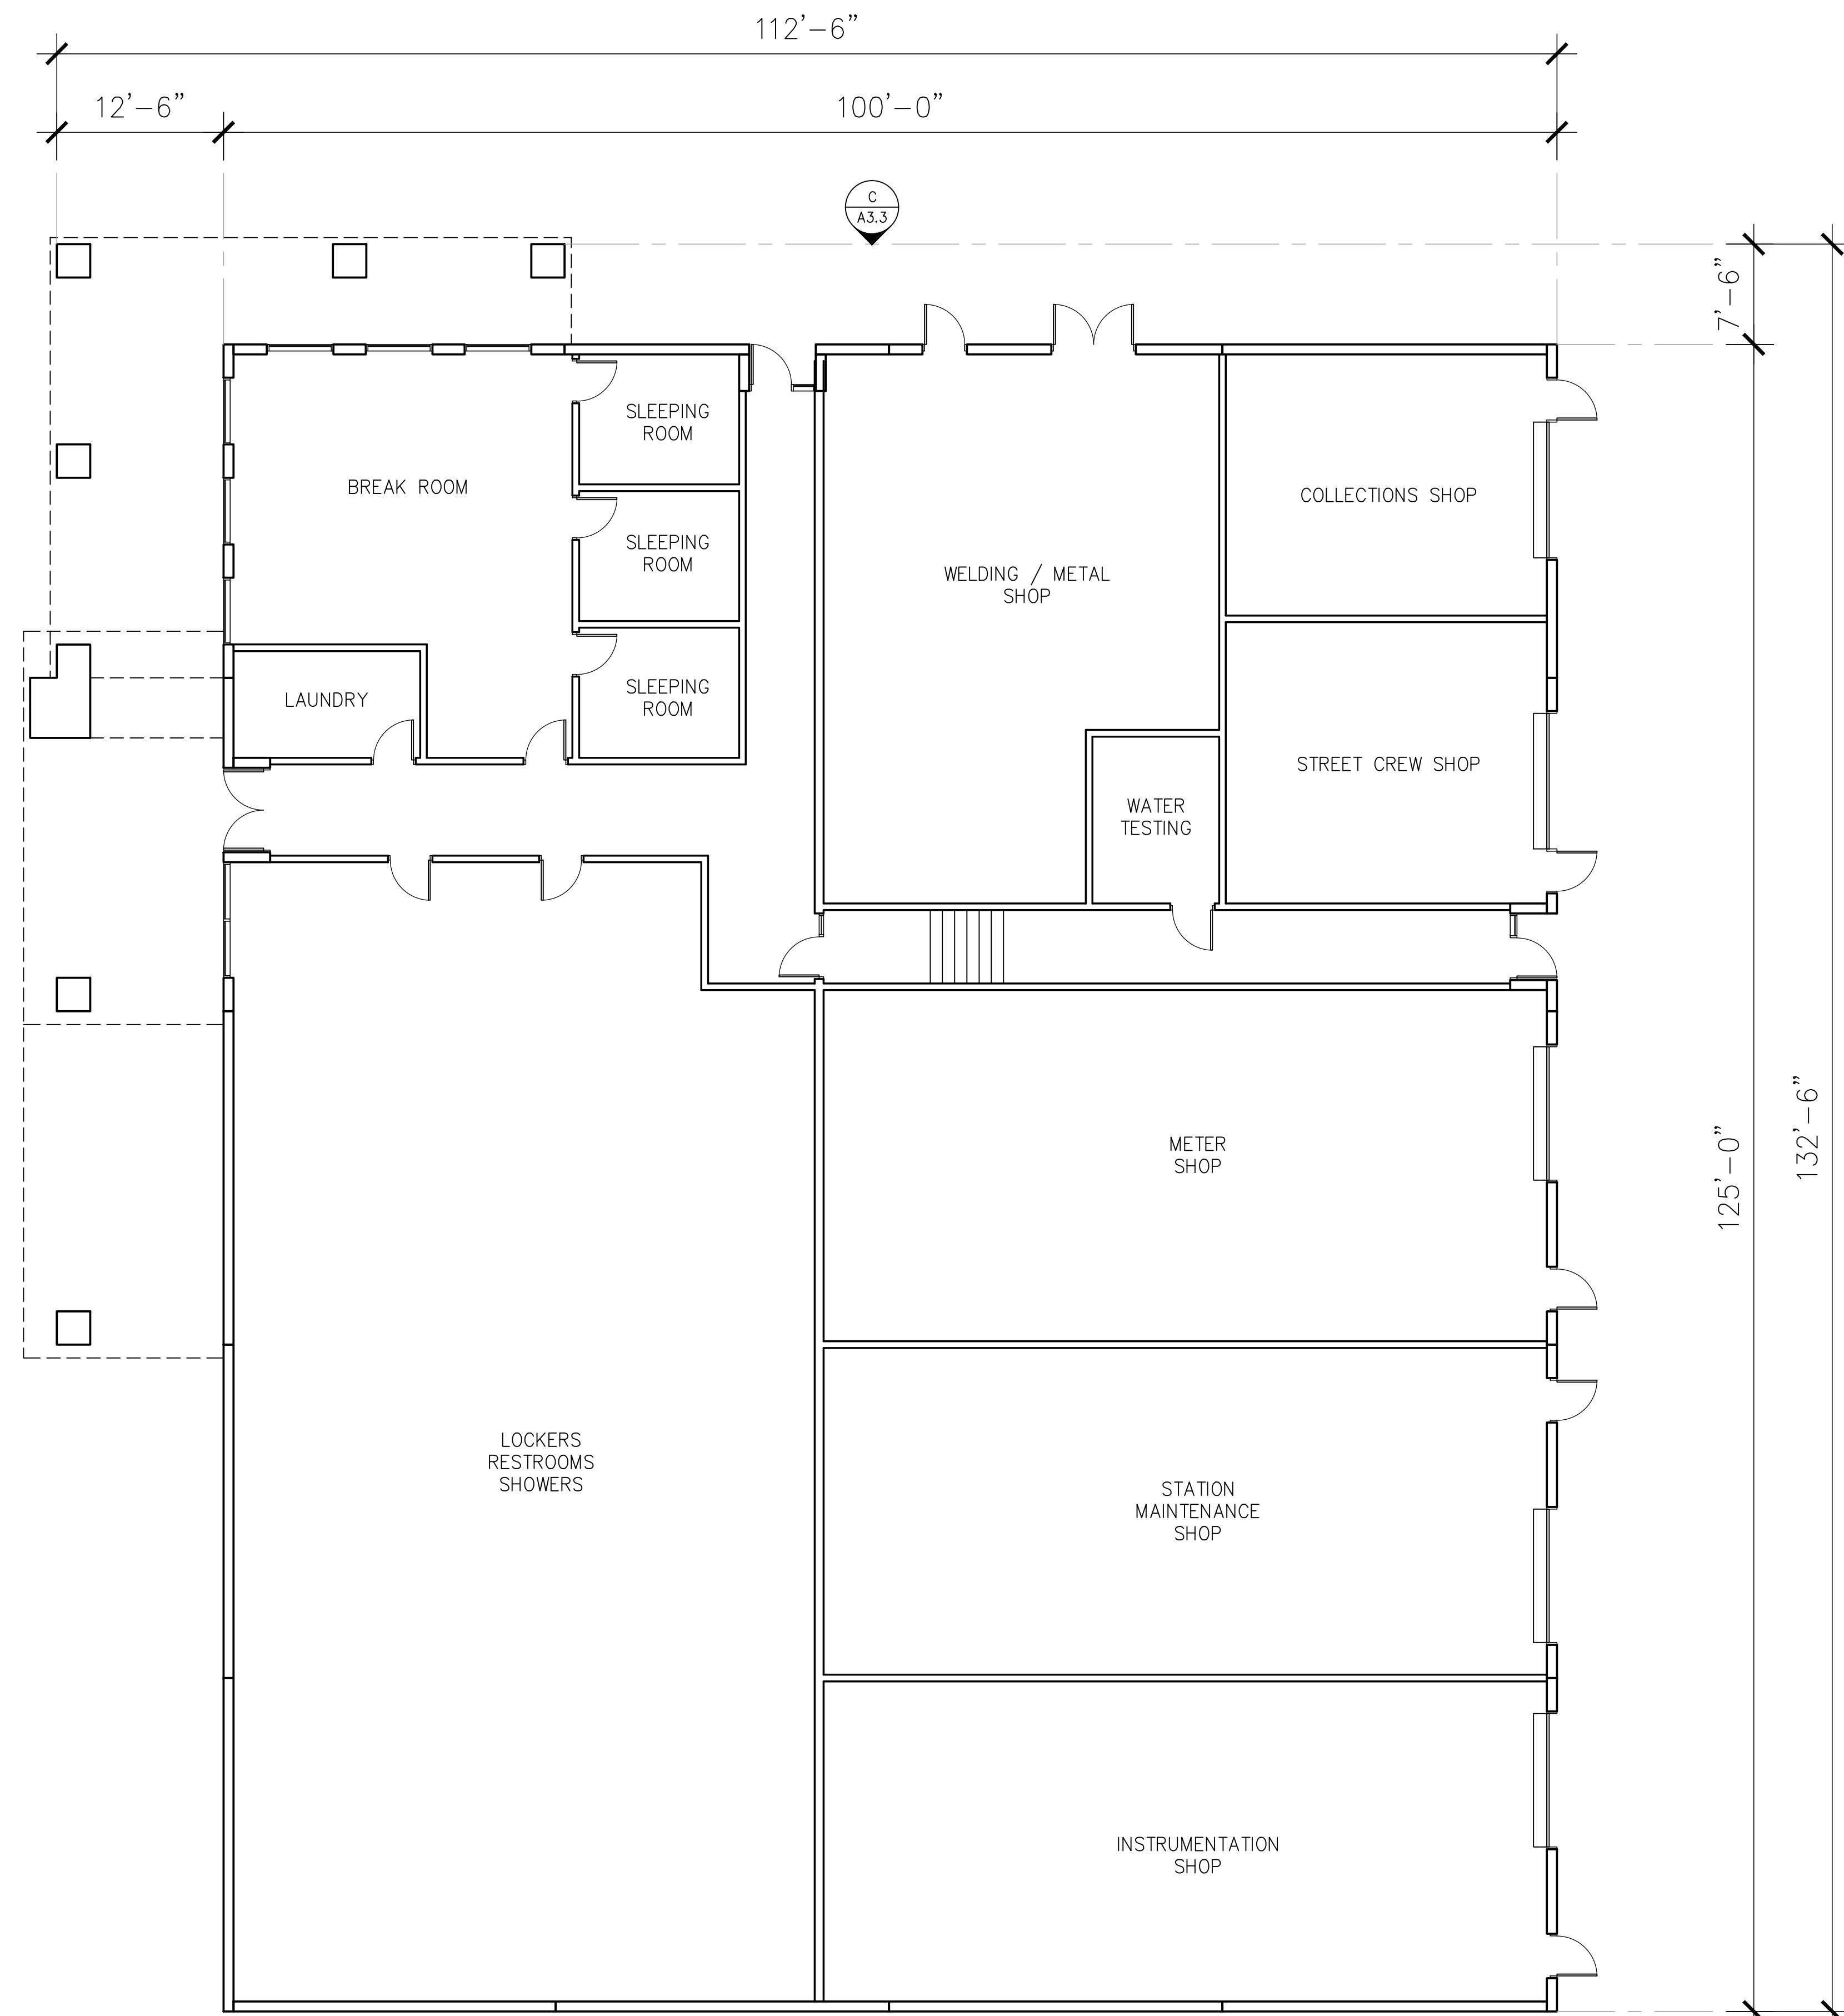 112'-6"
12'-6"
100'-0"
C
A3.3
7'-6"
SLEEPING
ROOM
BREAK ROOM
COLLECTIONS SHOP
SLEEPING
ROOM
WELDING / METAL
SHOP
SLEEPING
ROOM
LAUNDRY
STREET CREW SHOP
WATER
TESTING
125'-0"
132'-6"
METER
SHOP
LOCKERS
RESTROOMS
SHOWERS
STATION
MAINTENANCE
SHOP
INSTRUMENTATION
SHOP